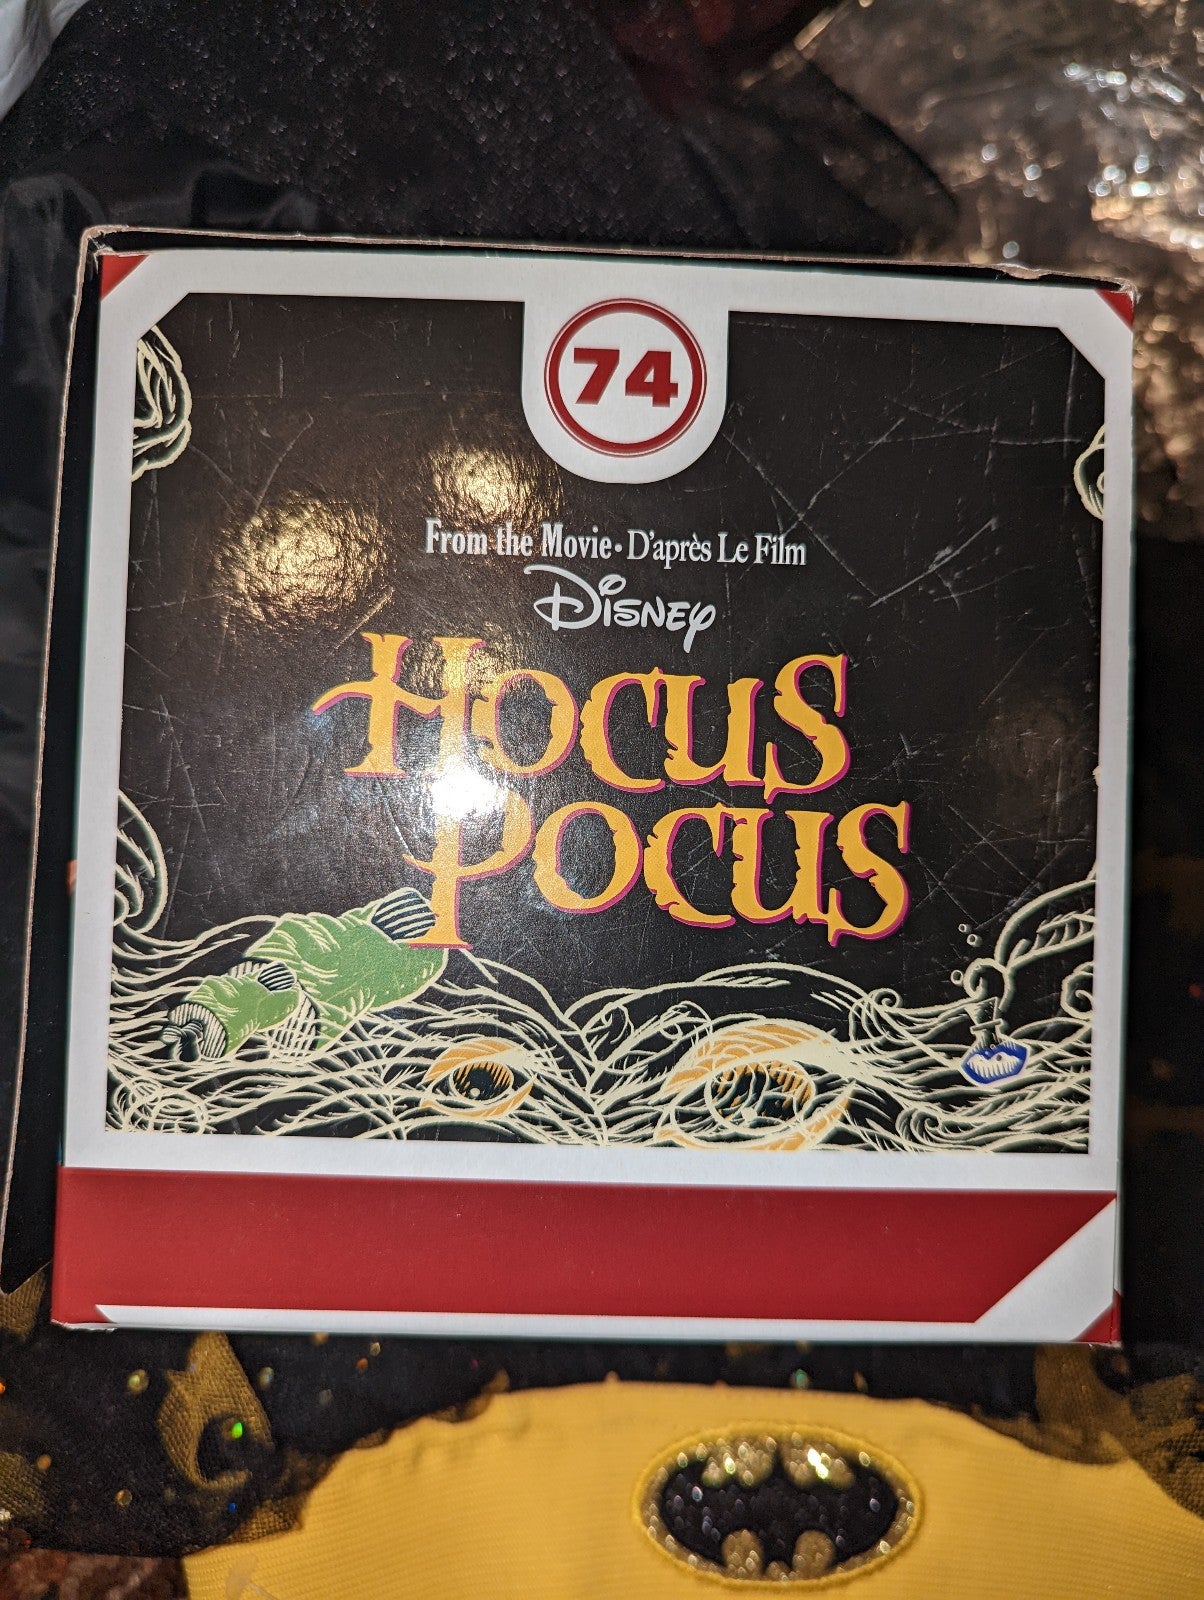 74
From the Movie • D'après Le Film
Disney
Hocus
Pocus